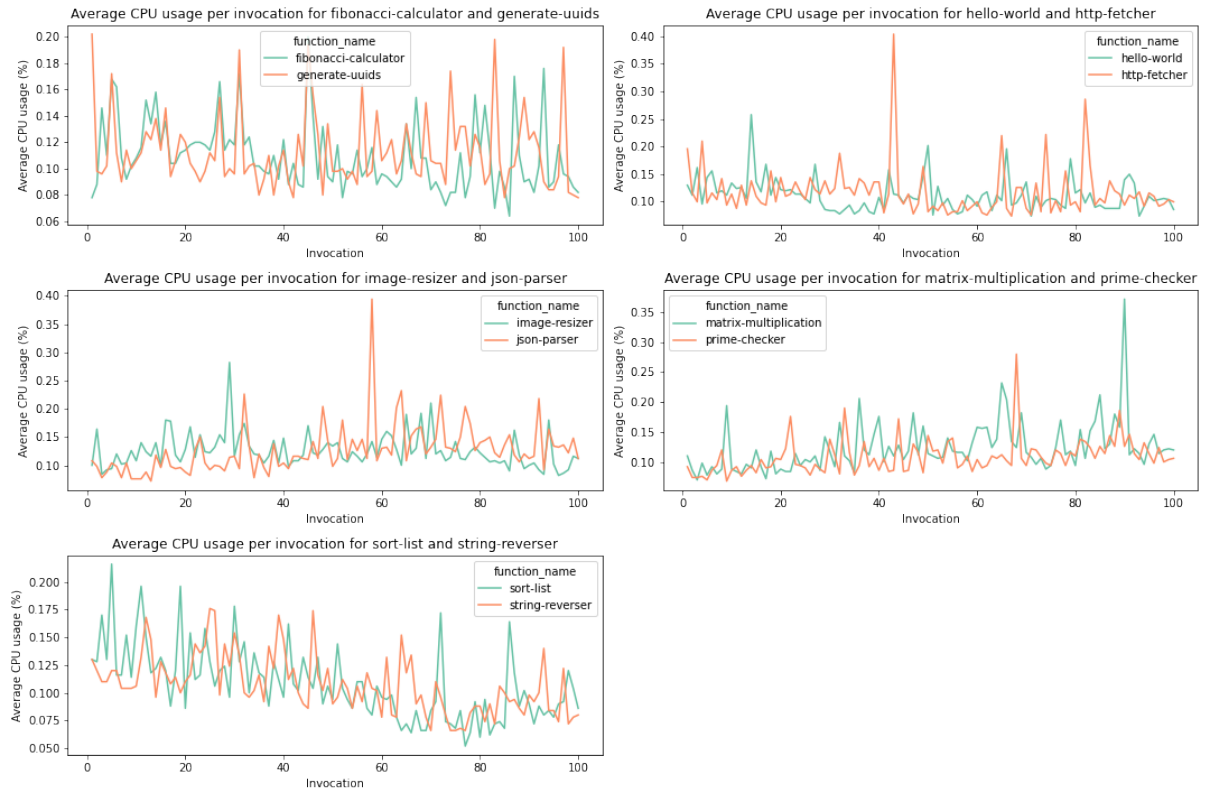 Average CPU usage per invocation for fibonacci-calculator and generate-uuids
Average CPU usage (%)
0.20
0.18
0.16
0.14
0.12
0.10
0.08
0.06
function_name
fibonacci-calculator
generate-uuids
0 20 40 60 80 100
Invocation
Average CPU usage per invocation for hello-world and http-fetcher
Average CPU usage (%)
0.40
0.35
0.30
0.25
0.20
0.15
0.10
function_name
hello-world
http-fetcher
0 20 40 60 80 100
Invocation
Average CPU usage per invocation for image-resizer and json-parser
Average CPU usage (%)
0.40
0.35
0.30
0.25
0.20
0.15
0.10
function_name
image-resizer
json-parser
0 20 40 60 80 100
Invocation
Average CPU usage per invocation for matrix-multiplication and prime-checker
Average CPU usage (%)
0.35
0.30
0.25
0.20
0.15
0.10
function_name
matrix-multiplication
prime-checker
0 20 40 60 80 100
Invocation
Average CPU usage per invocation for sort-list and string-reverser
Average CPU usage (%)
0.200
0.175
0.150
0.125
0.100
0.075
0.050
function_name
sort-list
string-reverser
0 20 40 60 80 100
Invocation